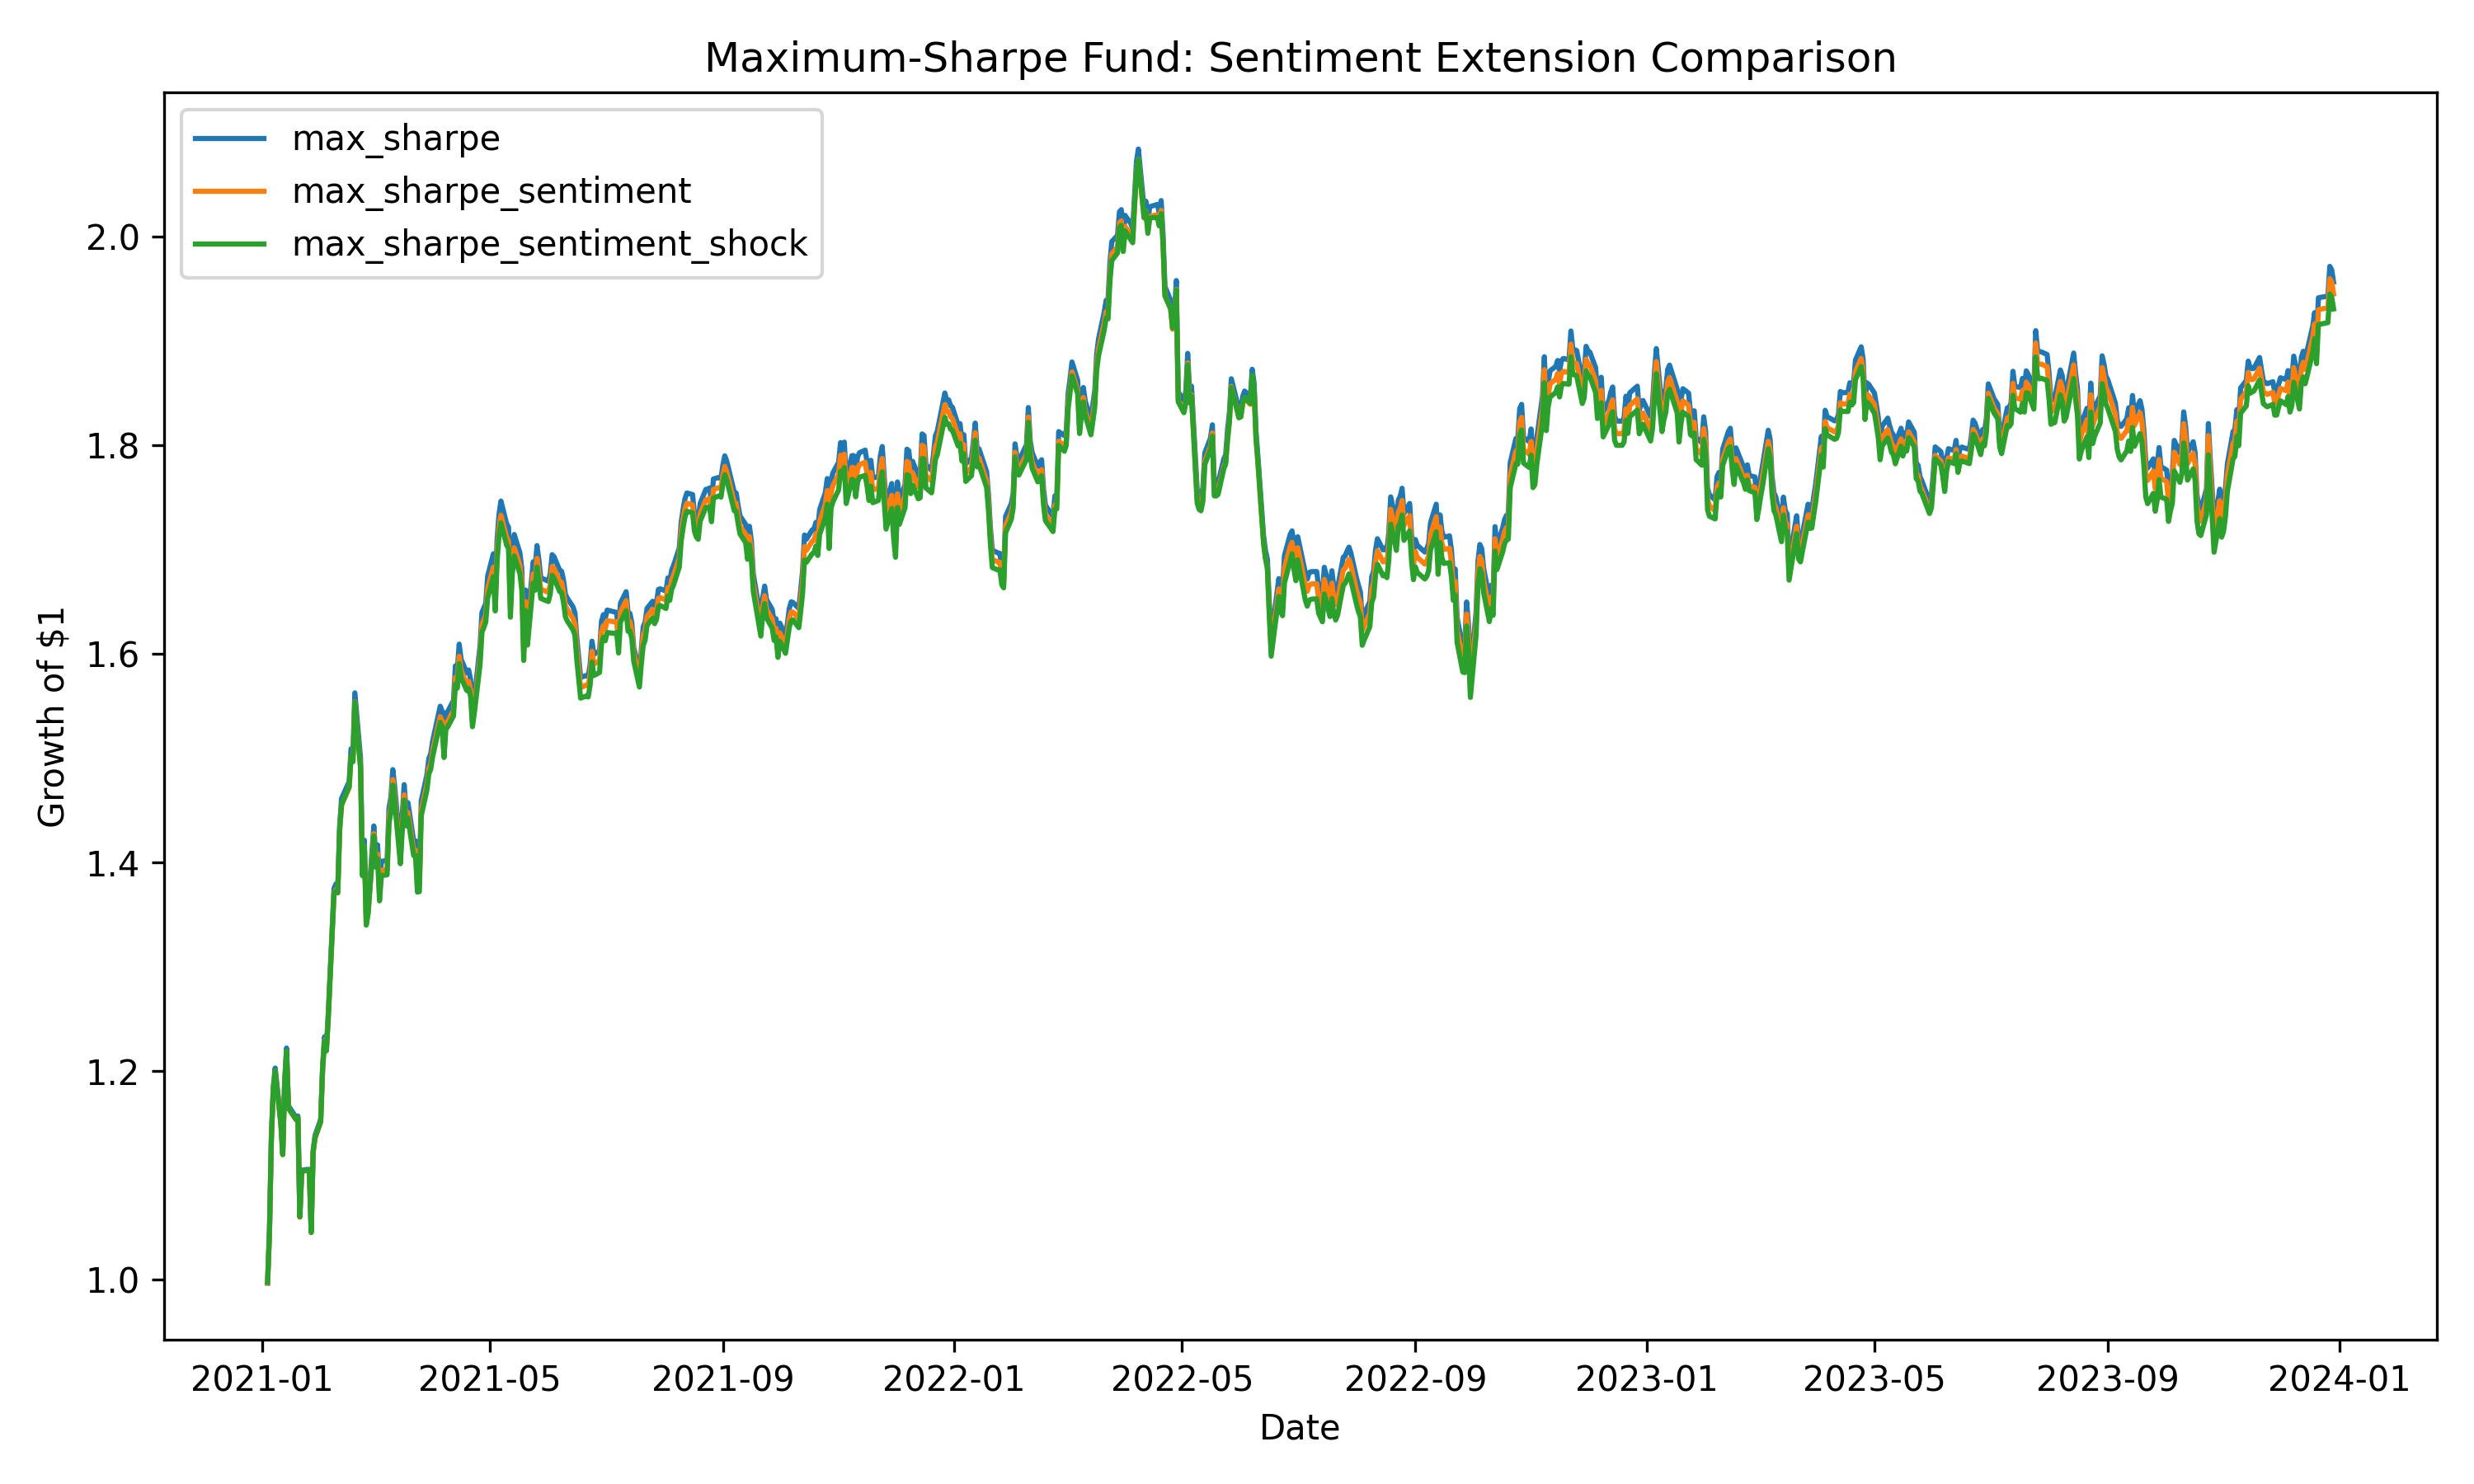 Maximum-Sharpe Fund: Sentiment Extension Comparison
max_sharpe
max_sharpe_sentiment
max_sharpe_sentiment_shock
Growth of $1
2.0
1.8
1.6
1.4
1.2
1.0
2021-01
2021-05
2021-09
2022-01
2022-05
2022-09
2023-01
2023-05
2023-09
2024-01
Date